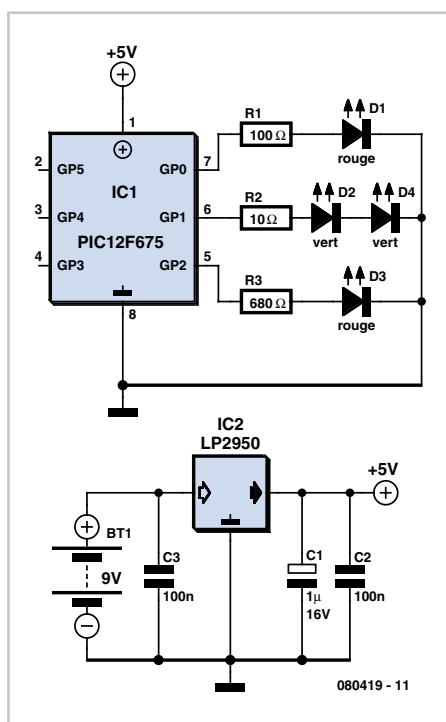 +5V
1
2 GP5 GP0 7
IC1
3 GP4 GP1 6
PIC12F675
4 GP3 GP2 5
8
R1
100 Ω
D1
rouge
R2
10 Ω
D2
vert
D4
vert
R3
680 Ω
D3
rouge
IC2
LP2950
+5V
BT1
9V
C3
100n
C1
1µ
16V
C2
100n
080419 - 11